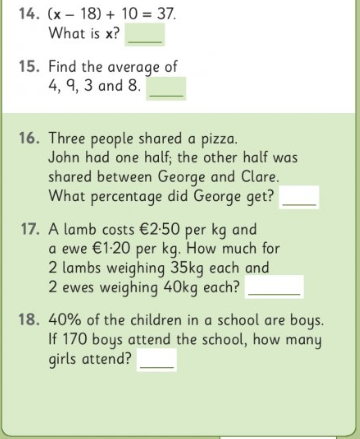 14. (x – 18) + 10 = 37.
What is x? ____
15. Find the average of
4, 9, 3 and 8. ____
16. Three people shared a pizza.
John had one half; the other half was
shared between George and Clare.
What percentage did George get? ____
17. A lamb costs €2·50 per kg and
a ewe €1·20 per kg. How much for
2 lambs weighing 35kg each and
2 ewes weighing 40kg each? ____
18. 40% of the children in a school are boys.
If 170 boys attend the school, how many
girls attend? ____